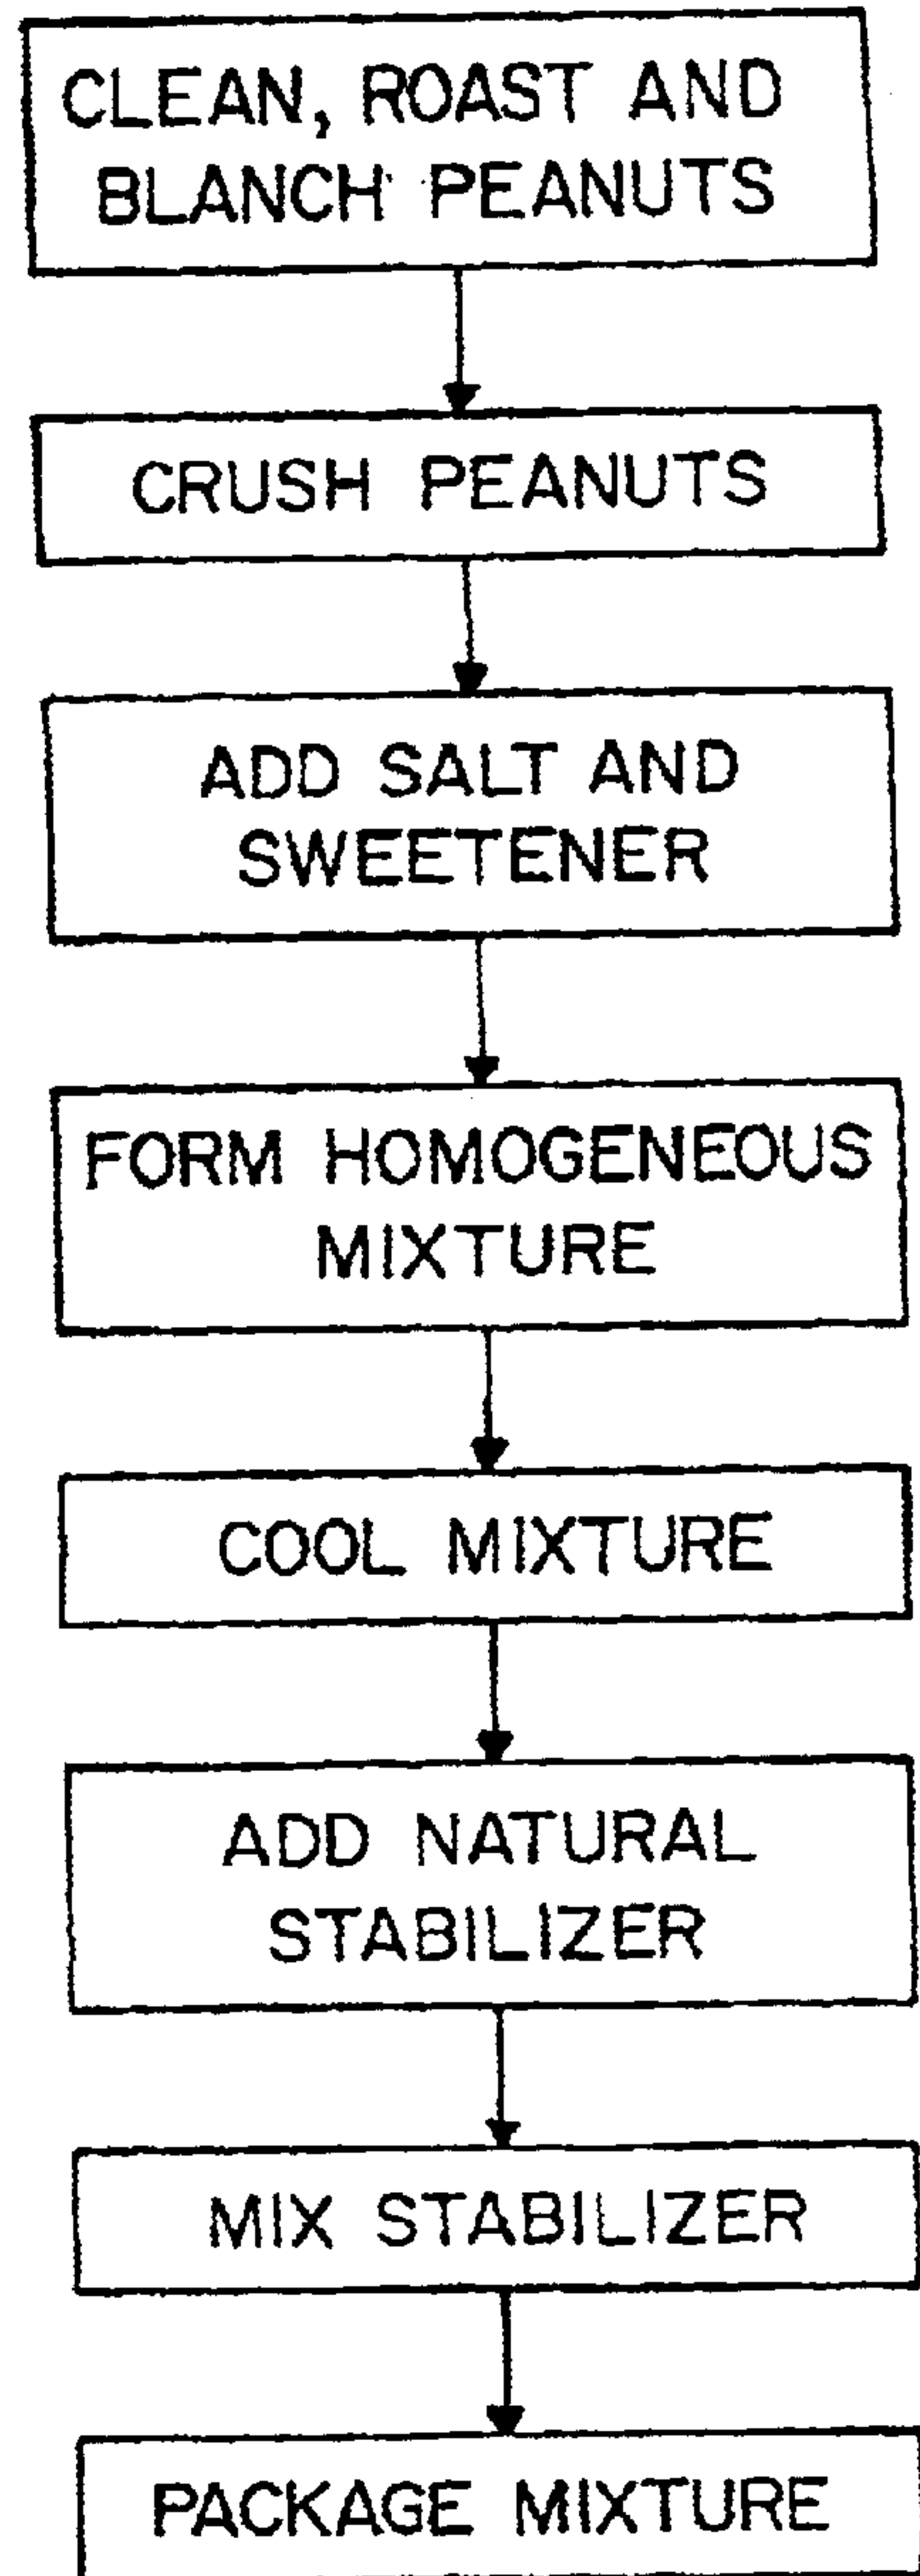 CLEAN, ROAST AND
BLANCH PEANUTS
CRUSH PEANUTS
ADD SALT AND
SWEETENER
FORM HOMOGENEOUS
MIXTURE
COOL MIXTURE
ADD NATURAL
STABILIZER
MIX STABILIZER
PACKAGE MIXTURE